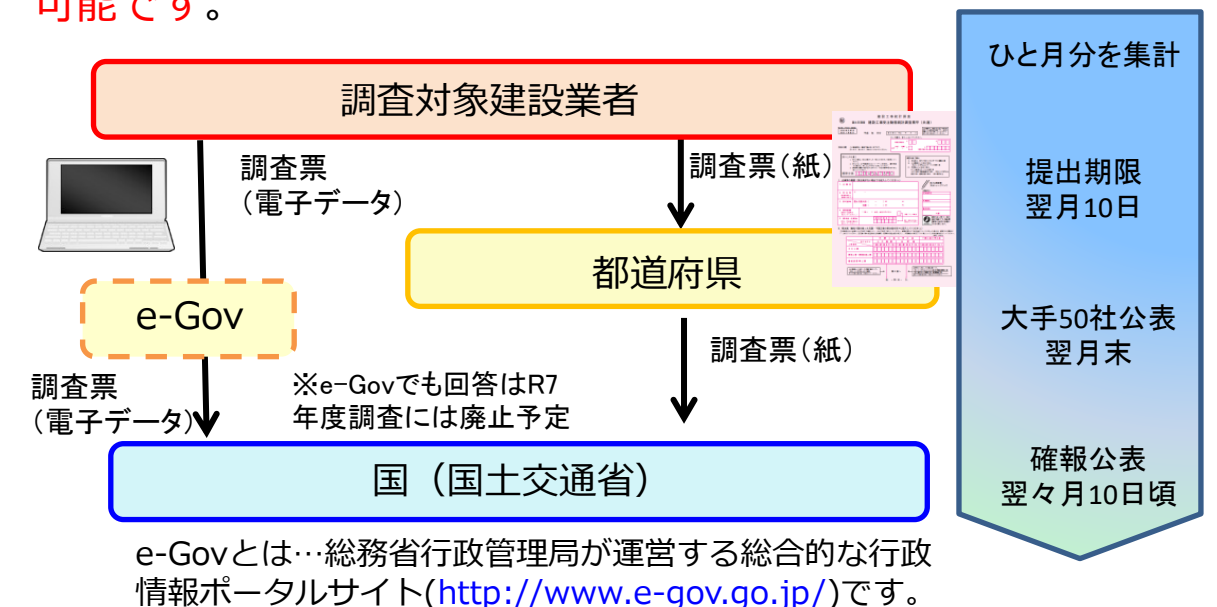 可能です。
ひと月分を集計
調査対象建設業者
調査票
（電子データ）
調査票（紙）
提出期限
翌月10日
都道府県
e-Gov
大手50社公表
翌月末
調査票（紙）
調査票
（電子データ）
※e-Govでも回答はR7
年度調査には廃止予定
確報公表
翌々月10日頃
国（国土交通省）
e-Govとは…総務省行政管理局が運営する総合的な行政
情報ポータルサイト(http://www.e-gov.go.jp/)です。